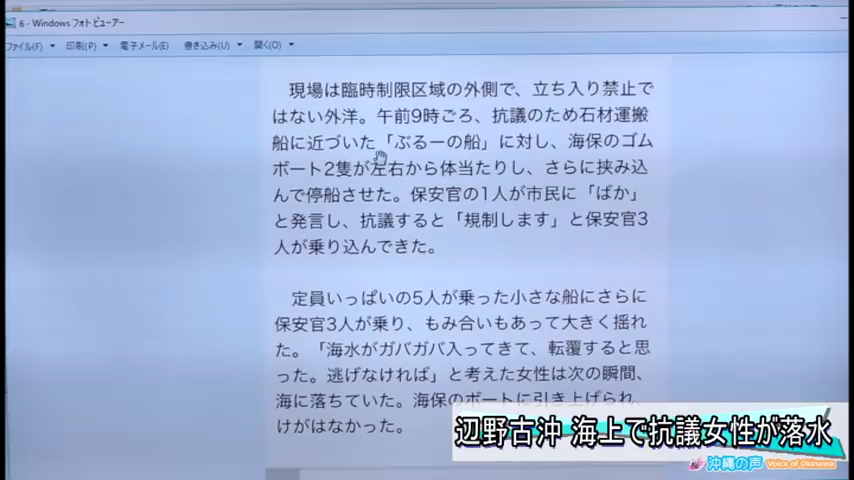 6 - Windows フォト ビューアー
ファイル(F) 印刷(P) 電子メール(E) 書き込み(U) 開く(O)
現場は臨時制限区域の外側で、立ち入り禁止で
はない外洋。午前9時ごろ、抗議のため石材運搬
船に近づいた「ぶるーの船」に対し、海保のゴム
ボート2隻が左右から体当たりし、さらに挟み込
んで停船させた。保安官の1人が市民に「ばか」
と発言し、抗議すると「規制します」と保安官3
人が乗り込んできた。
定員いっぱいの5人が乗った小さな船にさらに
保安官3人が乗り、もみ合いもあって大きく揺れ
た。「海水がガバガバ入ってきて、転覆すると思
った。逃げなければ」と考えた女性は次の瞬間、
海に落ちていた。海保のボートに引き上げられ、
けがはなかった。
辺野古沖 海上で抗議女性が落水
沖縄の声 Voice of Okinawa